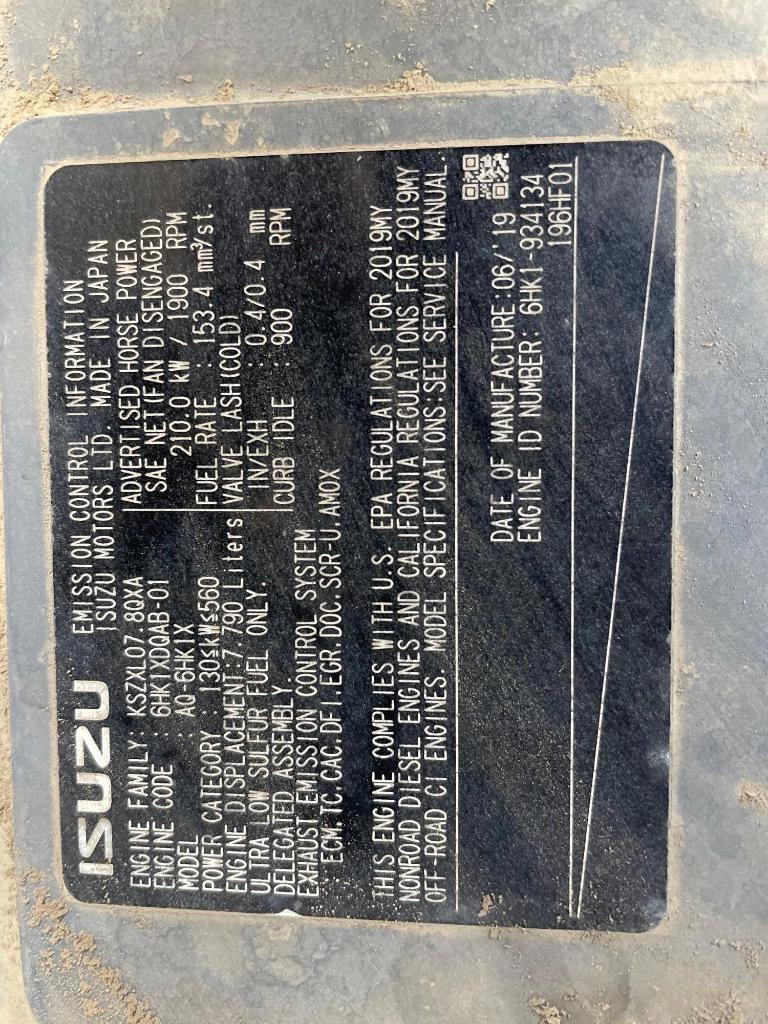 ISUZU
EMISSION CONTROL INFORMATION
ISUZU MOTORS LTD. MADE IN JAPAN
ENGINE FAMILY: KSZXL07.8QXA
ENGINE CODE : 6HK1XDQAB-01
MODEL : AQ-6HK1X
POWER CATEGORY : 130≦kW≦560
ENGINE DISPLACEMENT:7.790 Liters
ULTRA LOW SULFUR FUEL ONLY.
DELEGATED ASSEMBLY.
EXHAUST EMISSION CONTROL SYSTEM
ECM,TC,CAC,DFI,EGR,DOC,SCR-U,AMOX
ADVERTISED HORSE POWER
SAE NET(FAN DISENGAGED)
210.0 kW / 1900 RPM
FUEL RATE : 153.4 mm³/st.
VALVE LASH(COLD)
IN/EXH : 0.4/0.4 mm
CURB IDLE : 900 RPM
THIS ENGINE COMPLIES WITH U.S. EPA REGULATIONS FOR 2019MY
NONROAD DIESEL ENGINES AND CALIFORNIA REGULATIONS FOR 2019MY
OFF-ROAD CI ENGINES. MODEL SPECIFICATIONS:SEE SERVICE MANUAL.
DATE OF MANUFACTURE:06/'19
ENGINE ID NUMBER: 6HK1-934134
196HF01